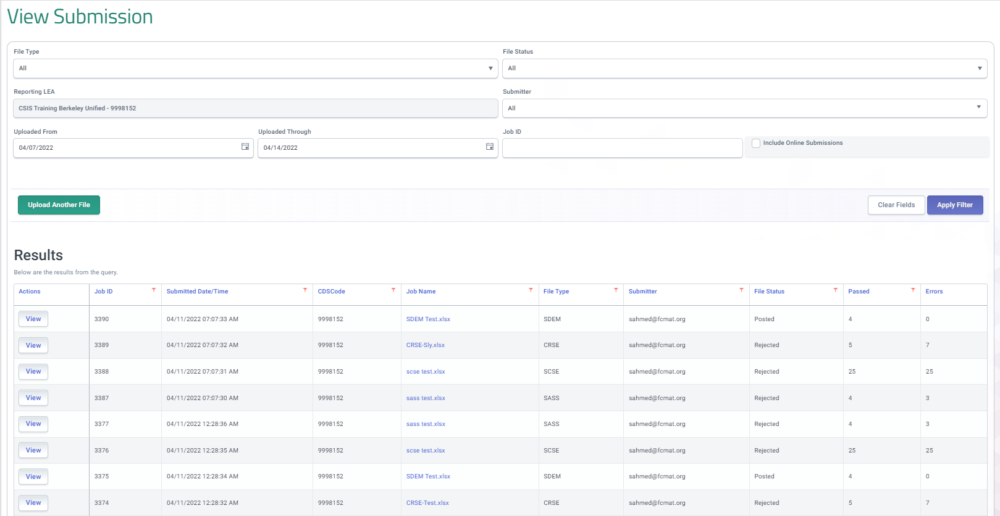 View Submission
File Type File Status
All All
Reporting LEA Submitter
CSIS Training Berkeley Unified - 9998152 All
Uploaded From Uploaded Through Job ID
04/07/2022 04/14/2022 Include Online Submissions
Upload Another File Clear Fields Apply Filter
Results
Below are the results from the query.
Actions Job ID Submitted Date/Time CDSCode Job Name File Type Submitter File Status Passed Errors
View 3390 04/11/2022 07:07:33 AM 9998152 SDEM Test.xlsx SDEM sahmed@fcmat.org Posted 4 0
View 3389 04/11/2022 07:07:32 AM 9998152 CRSE-Sly.xlsx CRSE sahmed@fcmat.org Rejected 5 7
View 3388 04/11/2022 07:07:31 AM 9998152 scse test.xlsx SCSE sahmed@fcmat.org Rejected 25 25
View 3387 04/11/2022 07:07:30 AM 9998152 sass test.xlsx SASS sahmed@fcmat.org Rejected 4 3
View 3377 04/11/2022 12:28:36 AM 9998152 sass test.xlsx SASS sahmed@fcmat.org Rejected 4 3
View 3376 04/11/2022 12:28:35 AM 9998152 scse test.xlsx SCSE sahmed@fcmat.org Rejected 25 25
View 3375 04/11/2022 12:28:34 AM 9998152 SDEM Test.xlsx SDEM sahmed@fcmat.org Posted 4 0
View 3374 04/11/2022 12:28:32 AM 9998152 CRSE-Test.xlsx CRSE sahmed@fcmat.org Rejected 5 7